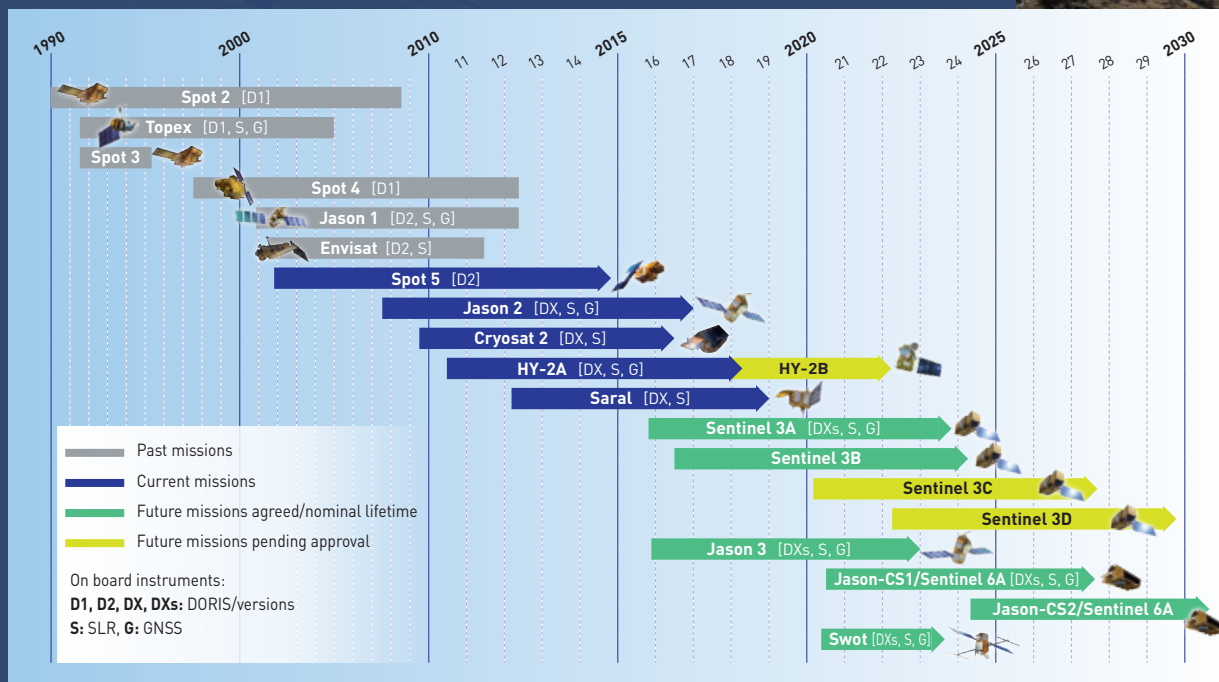 1990 2000 2010 2015 2020 2025 2030
11 12 13 14 16 17 18 19 21 22 23 24 26 27 28 29
Spot 2 [D1]
Topex [D1, S, G]
Spot 3
Spot 4 [D1]
Jason 1 [D2, S, G]
Envisat [D2, S]
Spot 5 [D2]
Jason 2 [DX, S, G]
Cryosat 2 [DX, S]
HY-2A [DX, S, G] HY-2B
Saral [DX, S]
Sentinel 3A [DXs, S, G]
Sentinel 3B
Sentinel 3C
Sentinel 3D
Jason 3 [DXs, S, G]
Jason-CS1/Sentinel 6A [DXs, S, G]
Jason-CS2/Sentinel 6A
Swot [DXs, S, G]
Past missions
Current missions
Future missions agreed/nominal lifetime
Future missions pending approval
On board instruments:
D1, D2, DX, DXs: DORIS/versions
S: SLR, G: GNSS